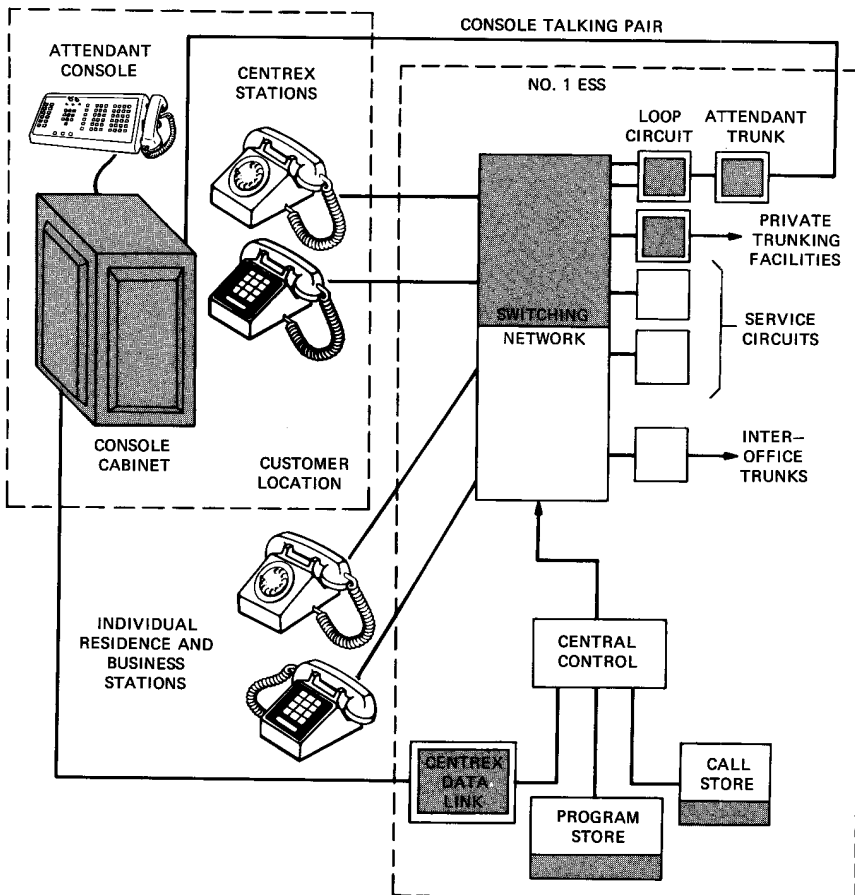 CONSOLE TALKING PAIR
ATTENDANT
CONSOLE
CENTREX
STATIONS
NO. 1 ESS
LOOP
CIRCUIT
ATTENDANT
TRUNK
PRIVATE
TRUNKING
FACILITIES
SWITCHING
NETWORK
SERVICE
CIRCUITS
CONSOLE
CABINET
CUSTOMER
LOCATION
INTER-
OFFICE
TRUNKS
INDIVIDUAL
RESIDENCE AND
BUSINESS
STATIONS
CENTRAL
CONTROL
CENTREX
DATA
LINK
PROGRAM
STORE
CALL
STORE